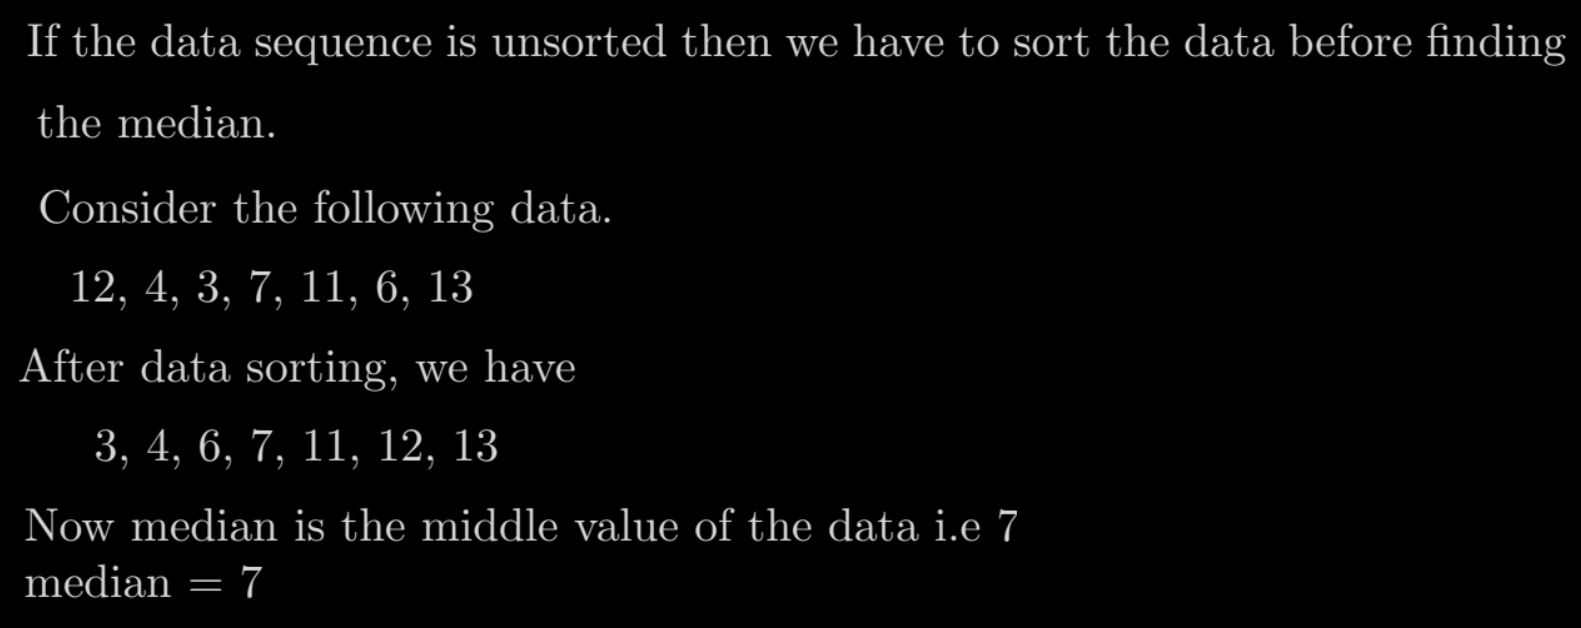 If the data sequence is unsorted then we have to sort the data before finding
the median.
Consider the following data.
12, 4, 3, 7, 11, 6, 13
After data sorting, we have
3, 4, 6, 7, 11, 12, 13
Now median is the middle value of the data i.e 7
median = 7